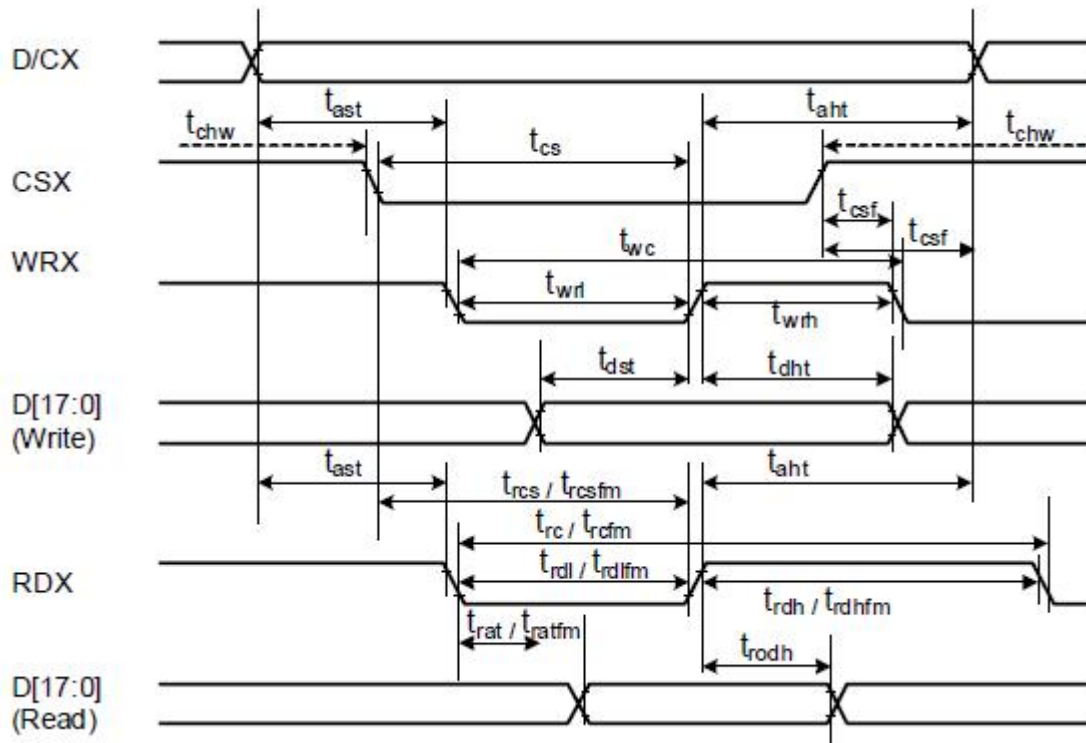 D/CX
t_ast
t_aht
t_chw
t_chw
t_cs
CSX
t_csf
t_csf
WRX
t_wc
t_wrl
t_wrh
t_dst
t_dht
D[17:0]
(Write)
t_ast
t_aht
t_rcs / t_rcsfm
t_rc / t_rcfm
RDX
t_rdl / t_rdlfm
t_rdh / t_rdhfm
t_rat / t_ratfm
t_rodh
D[17:0]
(Read)